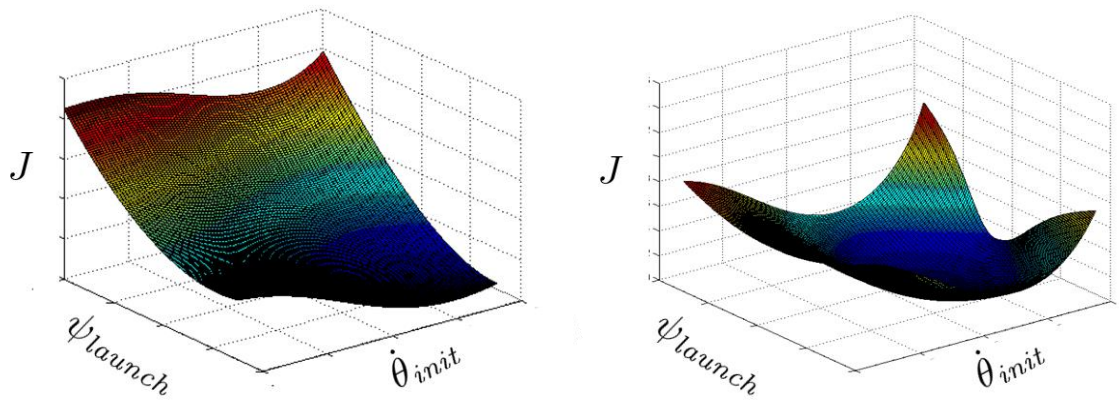 J
ψlaunch
θ̇init
J
ψlaunch
θ̇init